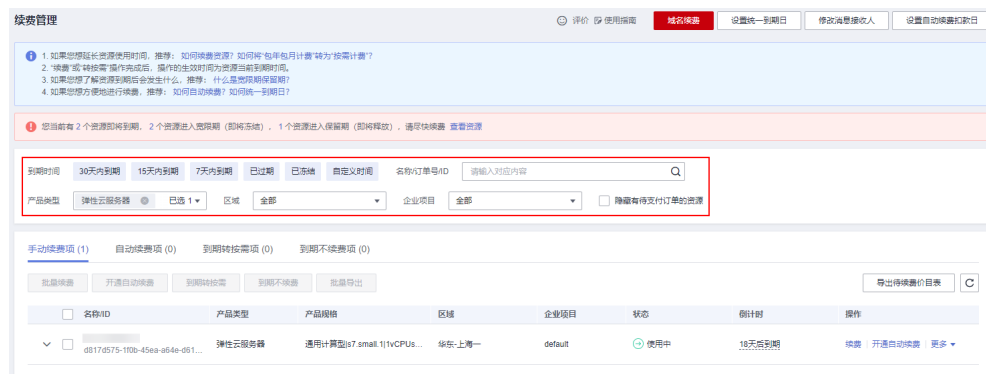 续费管理
评价 使用指南 域名续费 设置统一到期日 修改消息接收人 设置自动续费扣款日
1. 如果您想延长资源使用时间，推荐： 如何续费资源？如何将“包年包月计费”转为“按需计费”？
2. “续费”或“转按需”操作完成后，操作的生效时间为资源当前到期时间。
3. 如果您想了解资源到期后会发生什么，推荐： 什么是宽限期保留期？
4. 如果您想方便地进行续费，推荐： 如何自动续费？如何统一到期日？
您当前有 2 个资源即将到期， 2 个资源进入宽限期（即将冻结）， 1 个资源进入保留期（即将释放），请尽快续费 查看资源
到期时间 30天内到期 15天内到期 7天内到期 已过期 已冻结 自定义时间 名称/订单号/ID 请输入对应内容
产品类型 弹性云服务器 已选 1 区域 全部 企业项目 全部 隐藏有待支付订单的资源
手动续费项 (1) 自动续费项 (0) 到期转按需项 (0) 到期不续费项 (0)
批量续费 开通自动续费 到期转按需 到期不续费 批量导出 导出待续费价目表
名称/ID 产品类型 产品规格 区域 企业项目 状态 倒计时 操作
d817d575-1f0b-45ea-a64e-d61... 弹性云服务器 通用计算型|s7.small.1|1vCPUs... 华东-上海一 default 使用中 18天后到期 续费 开通自动续费 更多